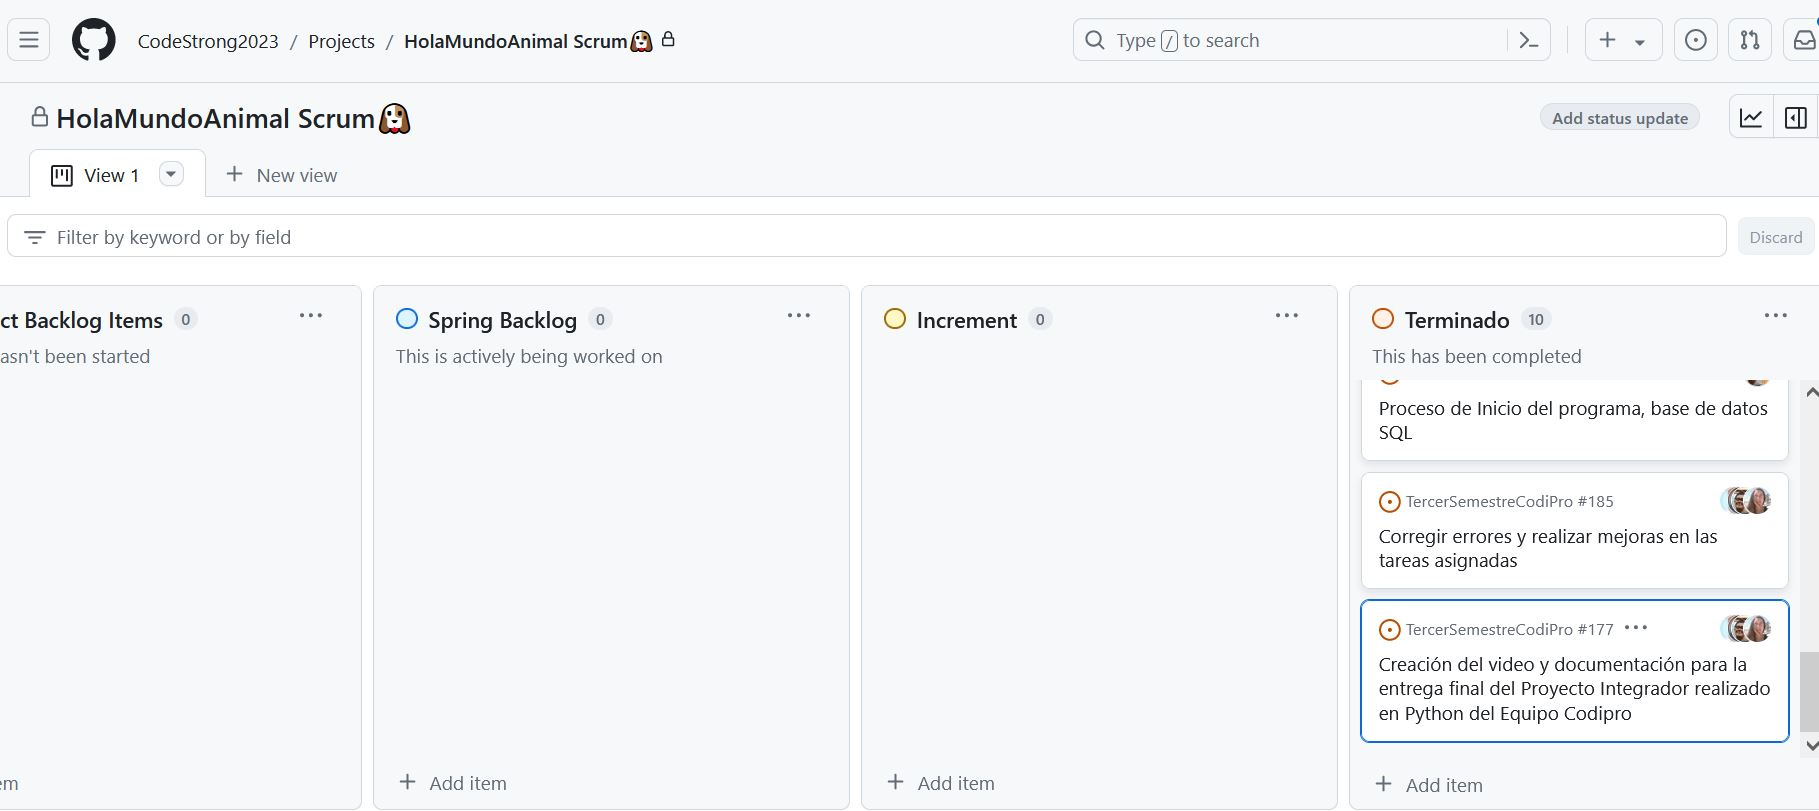 CodeStrong2023 / Projects / HolaMundoAnimal Scrum
Type / to search
HolaMundoAnimal Scrum
Add status update
View 1
New view
Filter by keyword or by field
Discard
ct Backlog Items 0
asn't been started
em
Spring Backlog 0
This is actively being worked on
Add item
Increment 0
Add item
Terminado 10
This has been completed
Proceso de Inicio del programa, base de datos
SQL
TercerSemestreCodiPro #185
Corregir errores y realizar mejoras en las
tareas asignadas
TercerSemestreCodiPro #177
Creación del video y documentación para la
entrega final del Proyecto Integrador realizado
en Python del Equipo Codipro
Add item